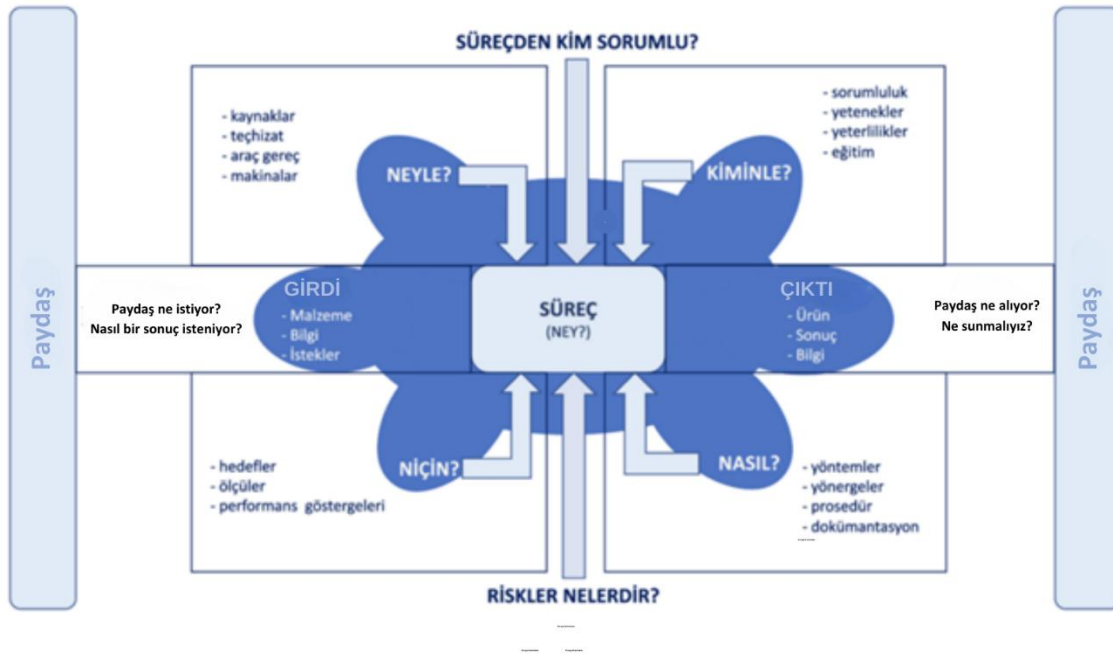 SÜREÇDEN KİM SORUMLU?
- kaynaklar
- teçhizat
- araç gereç
- makinalar
NEYLE?
- sorumluluk
- yetenekler
- yeterlilikler
- eğitim
KİMİNLE?
Paydaş
Paydaş ne istiyor?
Nasıl bir sonuç isteniyor?
GİRDİ
- Malzeme
- Bilgi
- İstekler
SÜREÇ
(NEY?)
ÇIKTI
- Ürün
- Sonuç
- Bilgi
Paydaş ne alıyor?
Ne sunmalıyız?
Paydaş
NİÇİN?
- hedefler
- ölçüler
- performans göstergeleri
NASIL?
- yöntemler
- yönergeler
- prosedür
- dokümantasyon
RİSKLER NELERDİR?